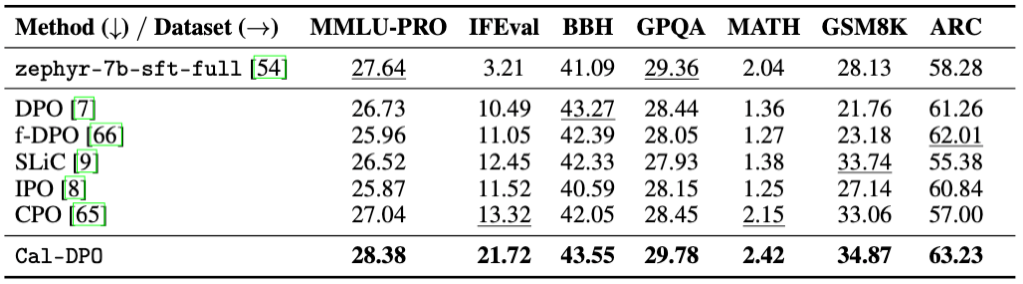 Method (↓) / Dataset (→) MMLU-PRO IFEval BBH GPQA MATH GSM8K ARC
zephyr-7b-sft-full [54] 27.64 3.21 41.09 29.36 2.04 28.13 58.28
DPO [7] 26.73 10.49 43.27 28.44 1.36 21.76 61.26
f-DPO [66] 25.96 11.05 42.39 28.05 1.27 23.18 62.01
SLiC [9] 26.52 12.45 42.33 27.93 1.38 33.74 55.38
IPO [8] 25.87 11.52 40.59 28.15 1.25 27.14 60.84
CPO [65] 27.04 13.32 42.05 28.45 2.15 33.06 57.00
Cal-DPO 28.38 21.72 43.55 29.78 2.42 34.87 63.23